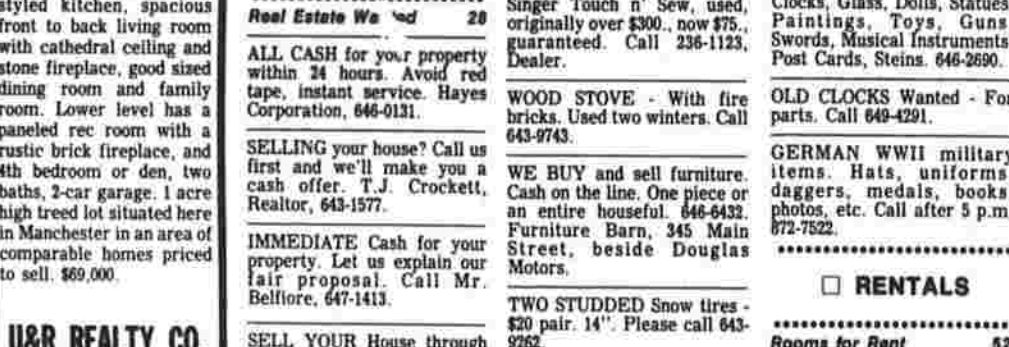 styled kitchen, spacious
front to back living room
with cathedral ceiling and
stone fireplace, good sized
dining room and family
room. Lower level has a
paneled rec room with a
rustic brick fireplace, and
4th bedroom or den, two
baths, 2-car garage. 1 acre
high treed lot situated here
in Manchester in an area of
comparable homes priced
to sell. $69,000.
U&R REALTY CO
Real Estate Wa 28
ALL CASH for your property
within 24 hours. Avoid red
tape, instant service. Hayes
Corporation, 646-0131.
SELLING your house? Call us
first and we'll make you a
cash offer. T.J. Crockett,
Realtor, 643-1577.
IMMEDIATE Cash for your
property. Let us explain our
fair proposal. Call Mr.
Belfiore, 647-1413.
SELL YOUR House through
Singer Touch n' Sew, used,
originally over $300., now $75.,
guaranteed. Call 236-1123,
Dealer.
WOOD STOVE - With fire
bricks. Used two winters. Call
643-9743.
WE BUY and sell furniture.
Cash on the line. One piece or
an entire houseful. 646-6432.
Furniture Barn, 345 Main
Street, beside Douglas
Motors.
TWO STUDDED Snow tires -
$20 pair. 14". Please call 643-
9262.
Clocks, Glass, Dolls, Statues
Paintings, Toys, Guns
Swords, Musical Instruments
Post Cards, Steins. 646-2690.
OLD CLOCKS Wanted - For
parts. Call 649-4291.
GERMAN WWII military
items. Hats, uniforms
daggers, medals, books
photos, etc. Call after 5 p.m
872-7522.
☐ RENTALS
Rooms for Rent 52